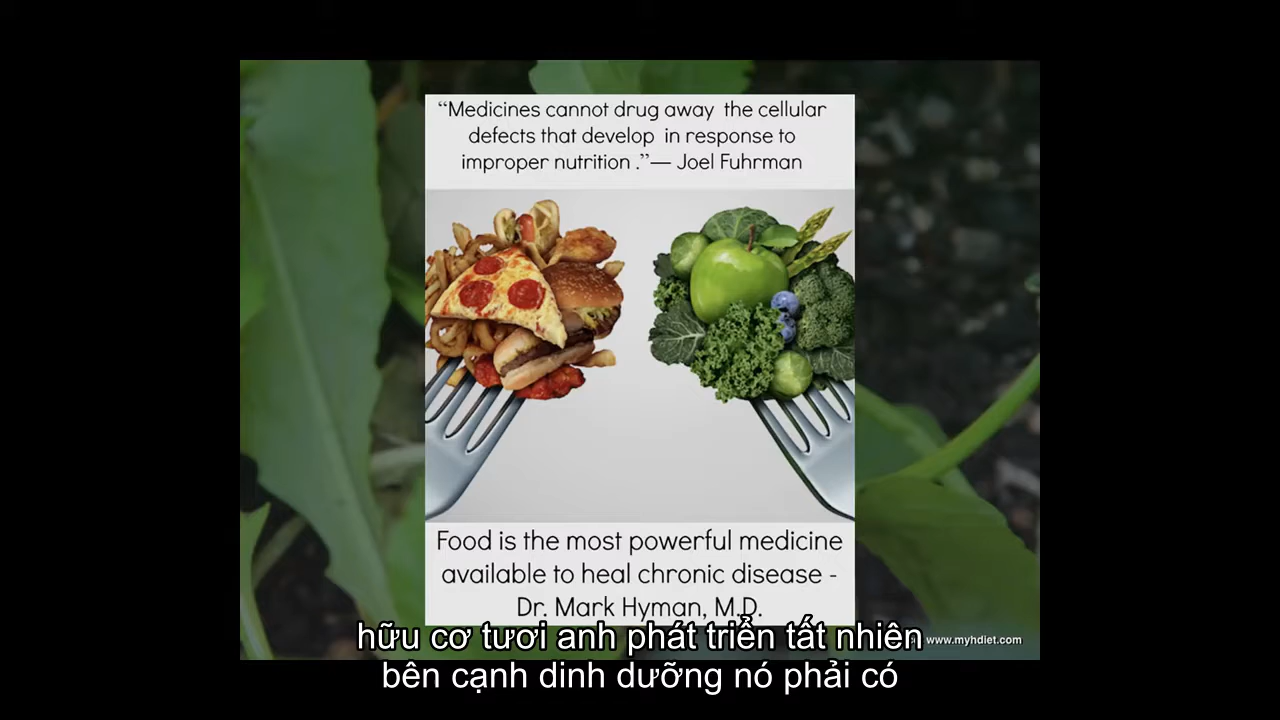 “Medicines cannot drug away the cellular
defects that develop in response to
improper nutrition .”— Joel Fuhrman
Food is the most powerful medicine
available to heal chronic disease -
Dr. Mark Hyman, M.D.
hữu cơ tươi anh phát triển tất nhiên
bên cạnh dinh dưỡng nó phải có
www.myhdiet.com